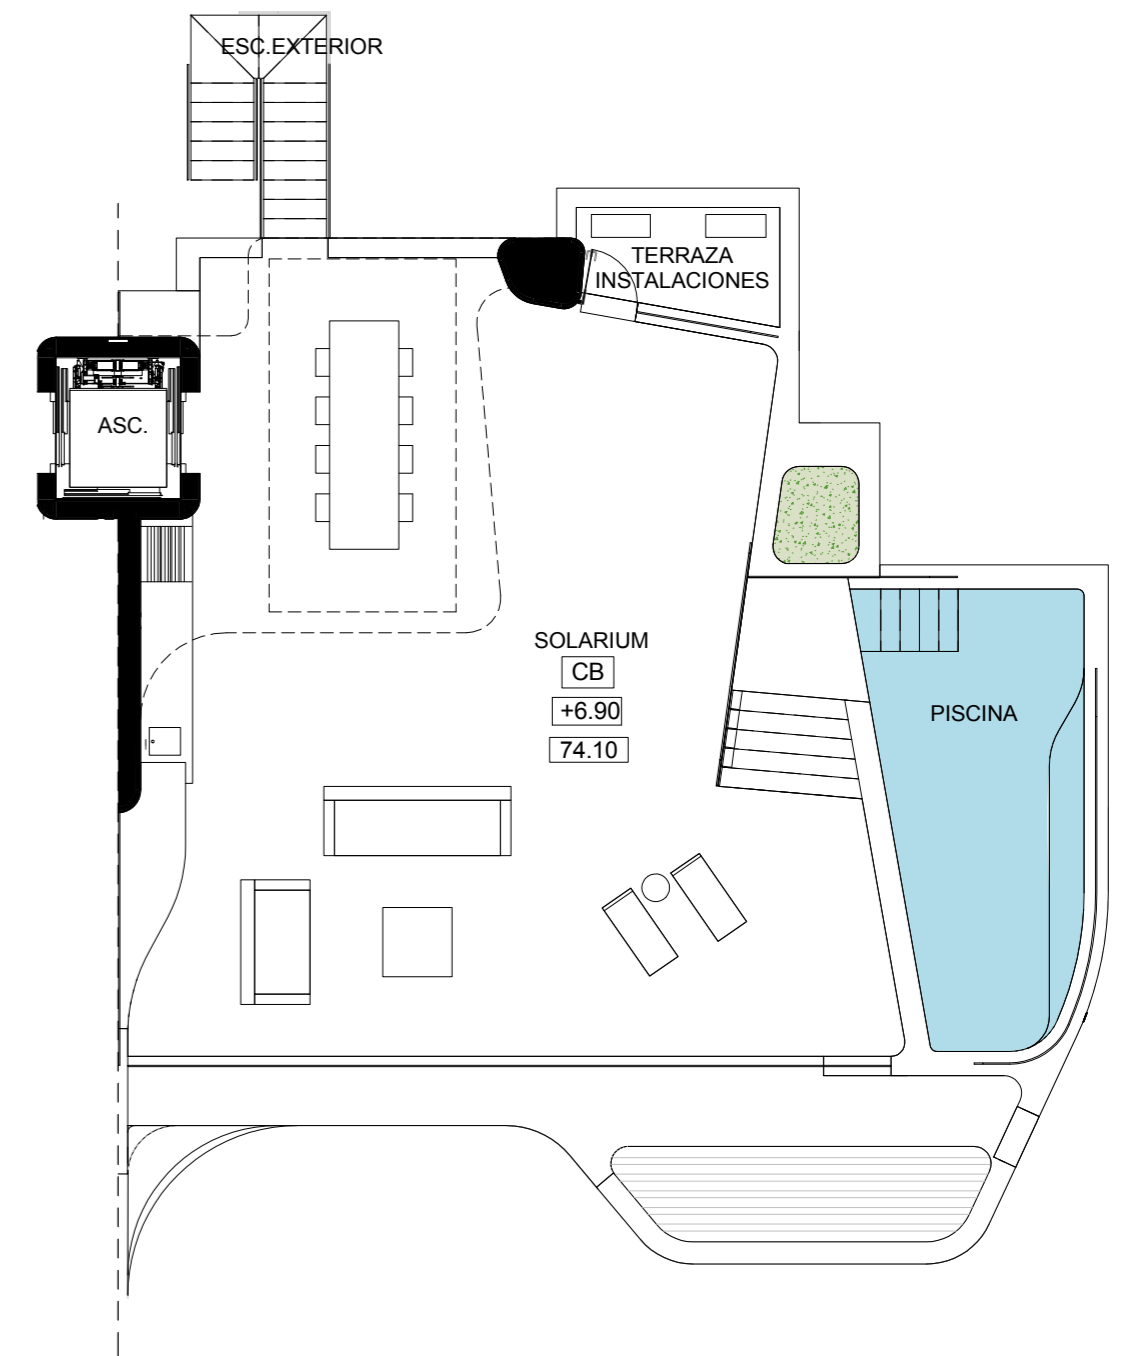 ESC.EXTERIOR
TERRAZA
INSTALACIONES
ASC.
SOLARIUM
CB
+6.90
74.10
PISCINA